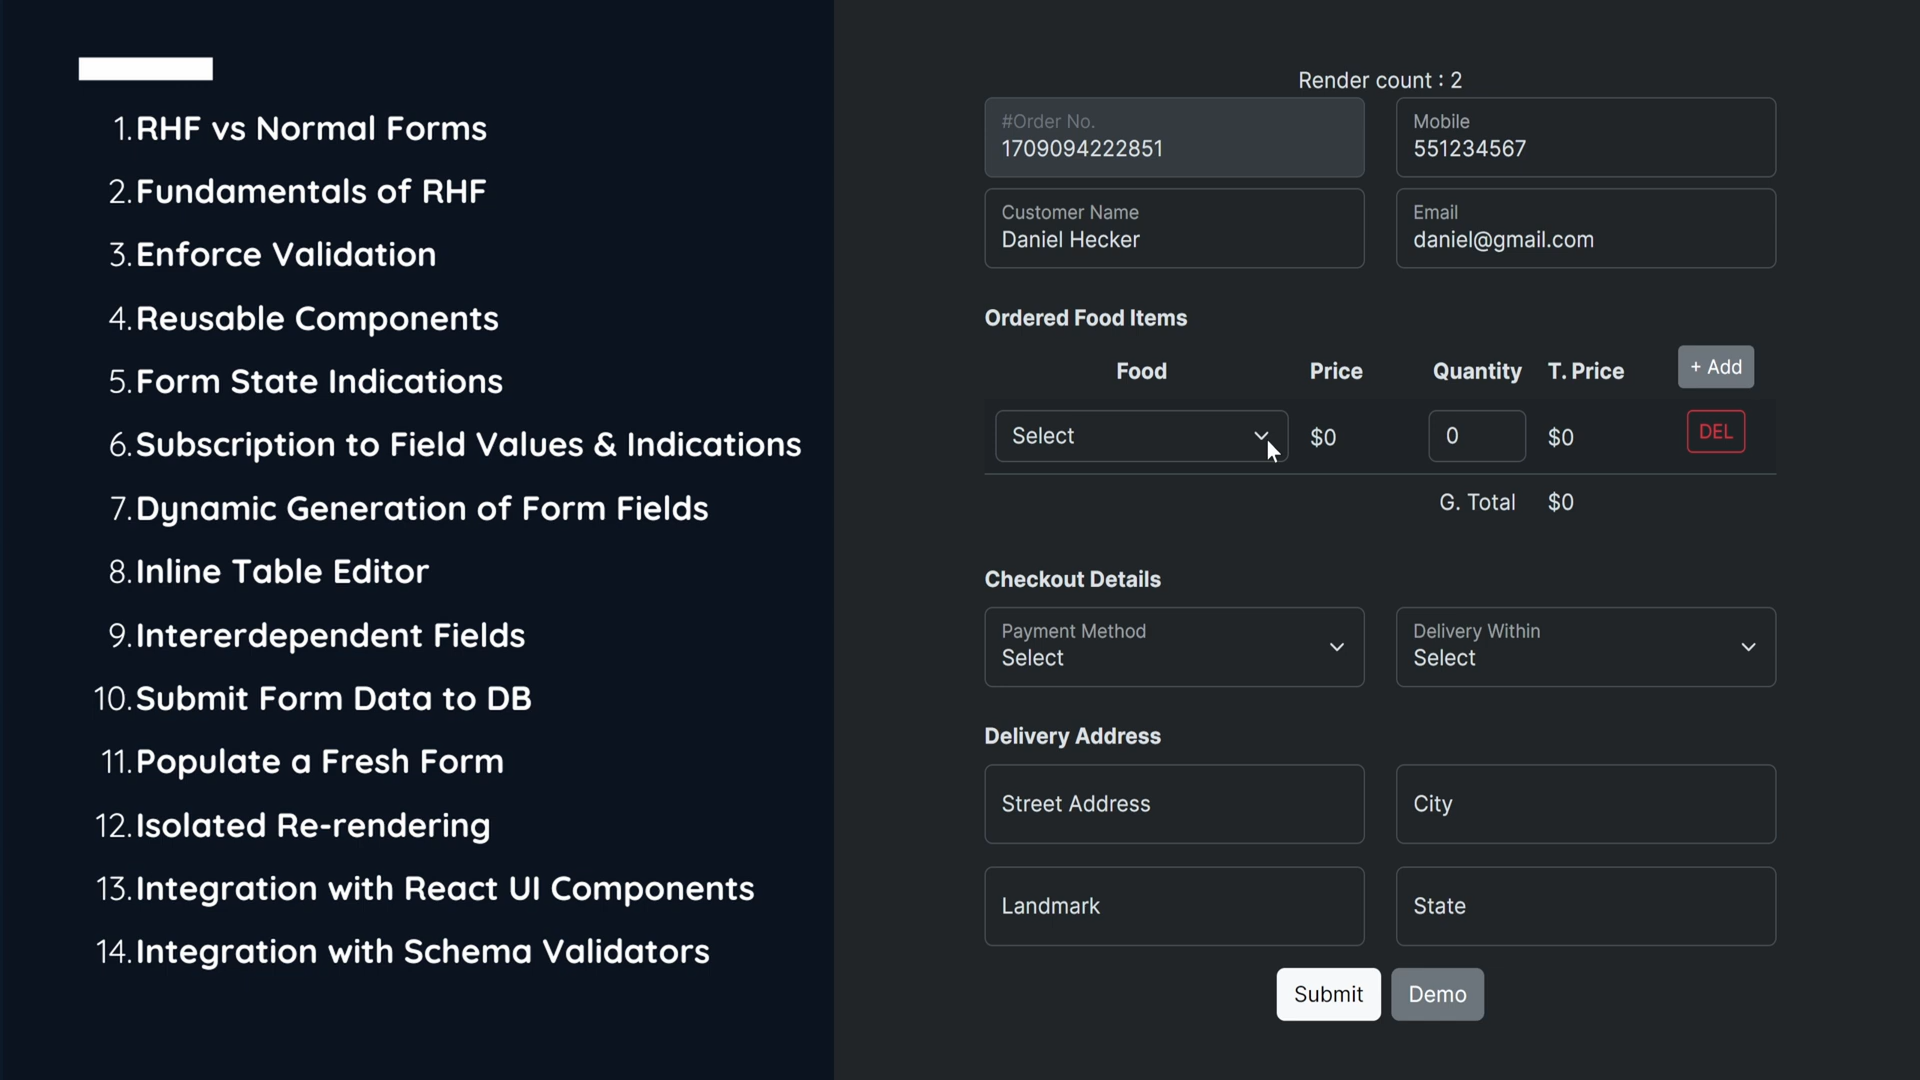 1. RHF vs Normal Forms
2. Fundamentals of RHF
3. Enforce Validation
4. Reusable Components
5. Form State Indications
6. Subscription to Field Values & Indications
7. Dynamic Generation of Form Fields
8. Inline Table Editor
9. Intererdependent Fields
10. Submit Form Data to DB
11. Populate a Fresh Form
12. Isolated Re-rendering
13. Integration with React UI Components
14. Integration with Schema Validators
Render count : 2
#Order No.
1709094222851
Mobile
551234567
Customer Name
Daniel Hecker
Email
daniel@gmail.com
Ordered Food Items
Food Price Quantity T. Price + Add
Select $0 0 $0 DEL
G. Total $0
Checkout Details
Payment Method
Select
Delivery Within
Select
Delivery Address
Street Address
City
Landmark
State
Submit Demo